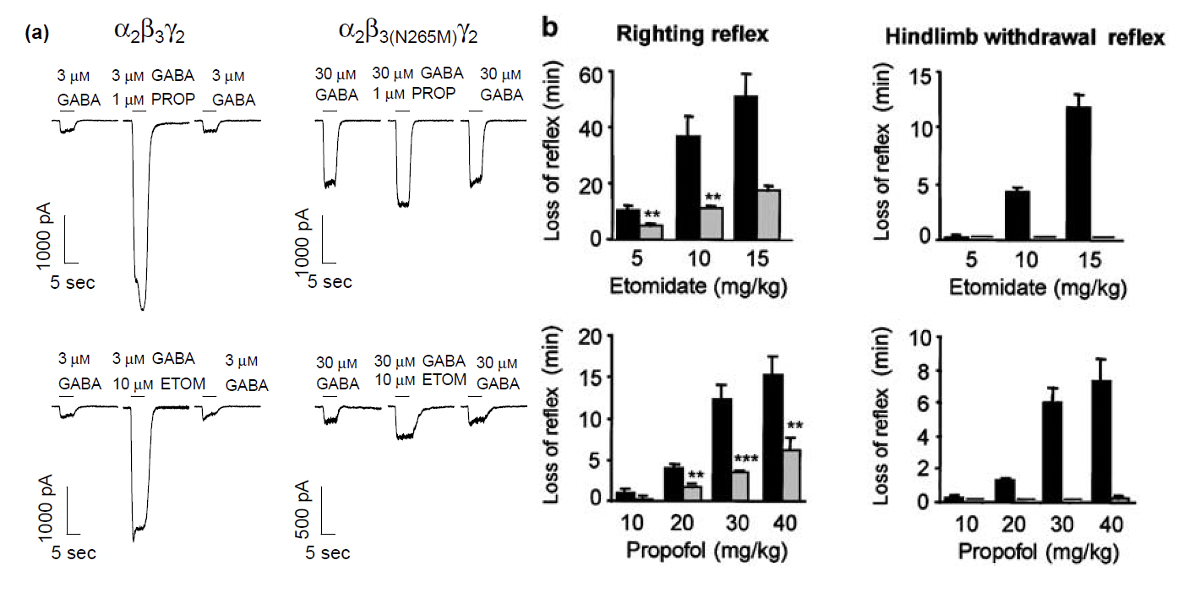 (a)
α2β3γ2
3 μM 3 μM GABA 3 μM
GABA 1 μM PROP GABA
1000 pA
5 sec
α2β3(N265M)γ2
30 μM 30 μM GABA 30 μM
GABA 1 μM PROP GABA
1000 pA
5 sec
3 μM 3 μM GABA 3 μM
GABA 10 μM ETOM GABA
1000 pA
5 sec
30 μM 30 μM GABA 30 μM
GABA 10 μM ETOM GABA
500 pA
5 sec
b
Righting reflex
Loss of reflex (min)
60
40
20
0
**
**
5 10 15
Etomidate (mg/kg)
Hindlimb withdrawal reflex
Loss of reflex (min)
15
10
5
0
5 10 15
Etomidate (mg/kg)
Loss of reflex (min)
20
15
10
5
0
**
***
**
10 20 30 40
Propofol (mg/kg)
Loss of reflex (min)
10
8
6
4
2
0
10 20 30 40
Propofol (mg/kg)